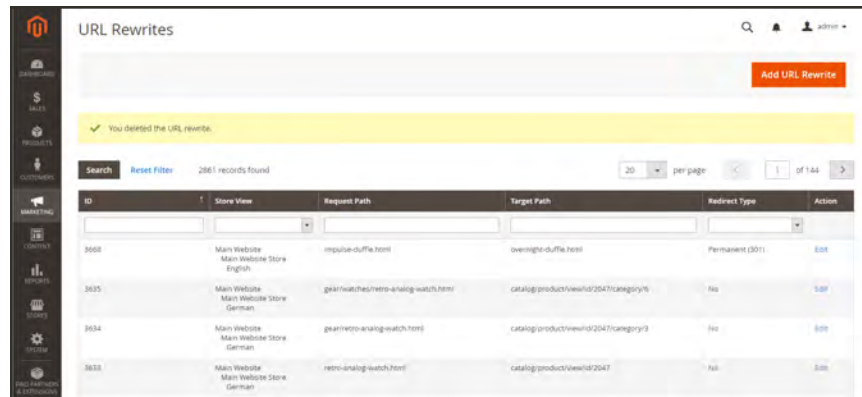 URL Rewrites
admin
DASHBOARD
Add URL Rewrite
SALES
You deleted the URL rewrite.
PRODUCTS
Search Reset Filter 2861 records found 20 per page 1 of 144
CUSTOMERS
ID Store View Request Path Target Path Redirect Type Action
MARKETING
CONTENT
3668 Main Website impulse-duffle.html overnight-duffle.html Permanent (301) Edit
Main Website Store
English
REPORTS
3635 Main Website gear/watches/retro-analog-watch.html catalog/product/view/id/2047/category/6 No Edit
Main Website Store
German
STORES
3634 Main Website gear/retro-analog-watch.html catalog/product/view/id/2047/category/3 No Edit
Main Website Store
German
SYSTEM
3633 Main Website retro-analog-watch.html catalog/product/view/id/2047 No Edit
Main Website Store
German
FIND PARTNERS
& EXTENSIONS